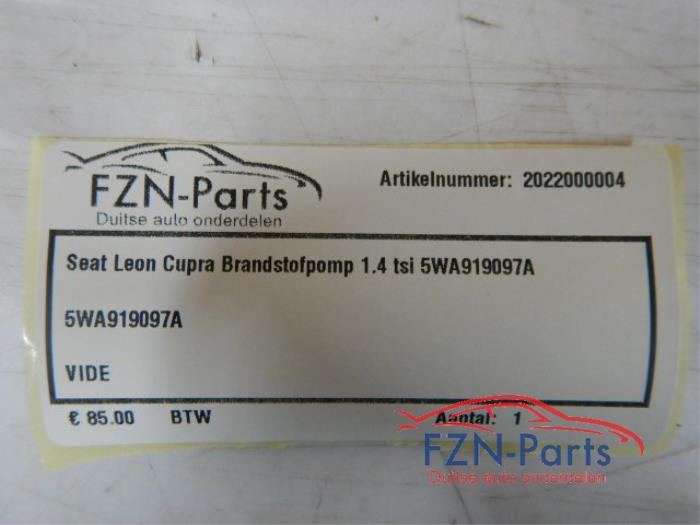 FZN-Parts
Duitse auto onderdelen
Artikelnummer: 2022000004
Seat Leon Cupra Brandstofpomp 1.4 tsi 5WA919097A
5WA919097A
VIDE
€ 85.00 BTW Aantal: 1
FZN-Parts
Duitse auto onderdelen